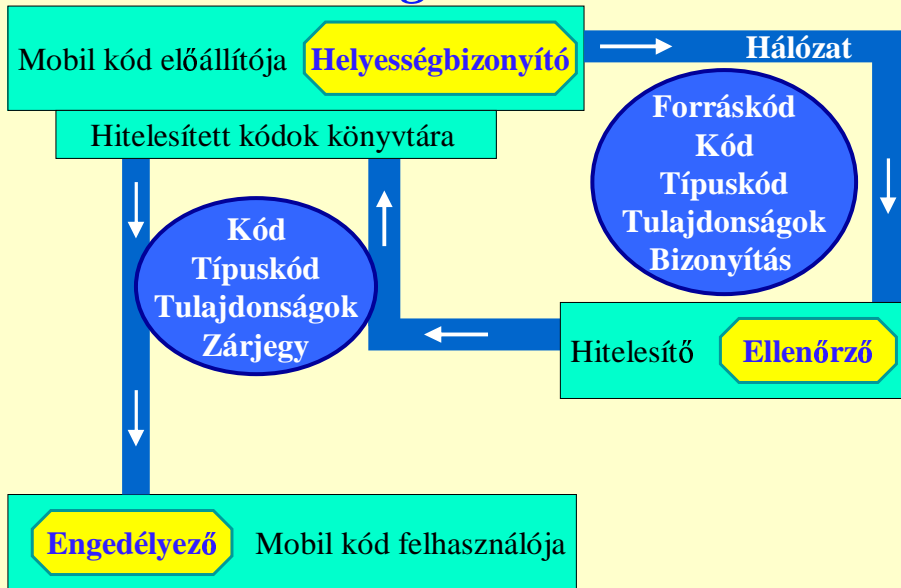 Mobil kód előállítója Helyességbizonyító
Hálózat
Hitelesített kódok könyvtára
Forráskód
Kód
Típuskód
Tulajdonságok
Bizonyítás
Kód
Típuskód
Tulajdonságok
Zárjegy
Hitelesítő Ellenőrző
Engedélyező Mobil kód felhasználója